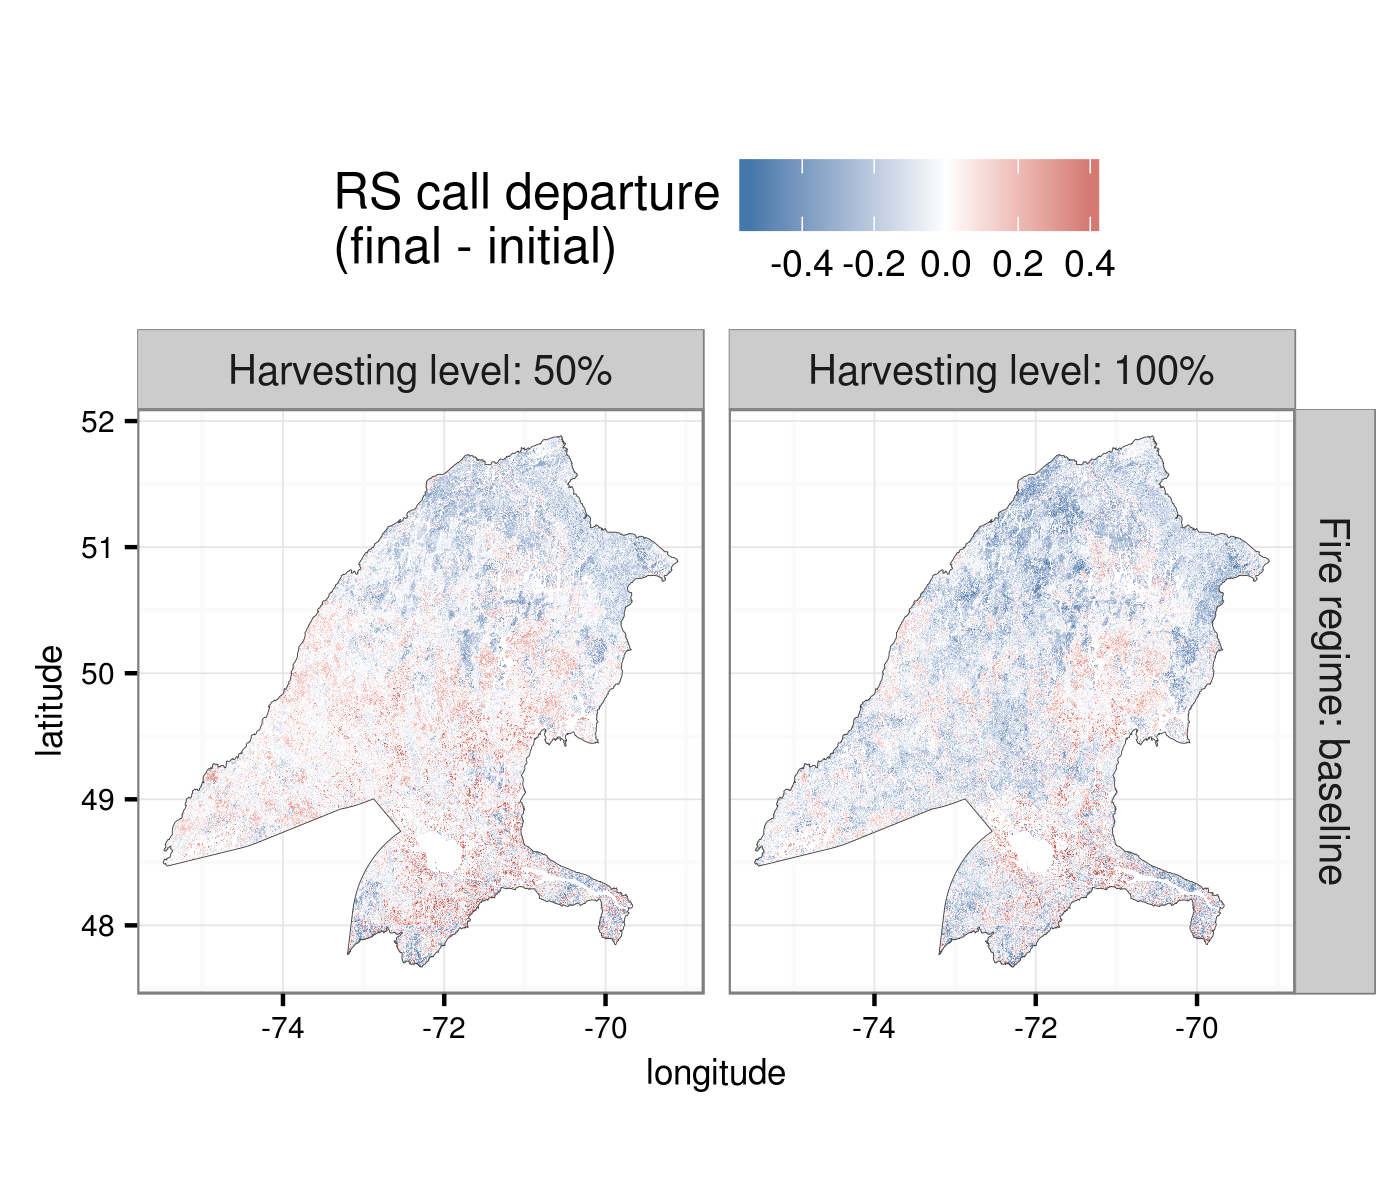 RS call departure
(final - initial)
-0.4 -0.2 0.0 0.2 0.4
Harvesting level: 50%
Harvesting level: 100%
Fire regime: baseline
52
51
50
49
48
latitude
-74 -72 -70
-74 -72 -70
longitude